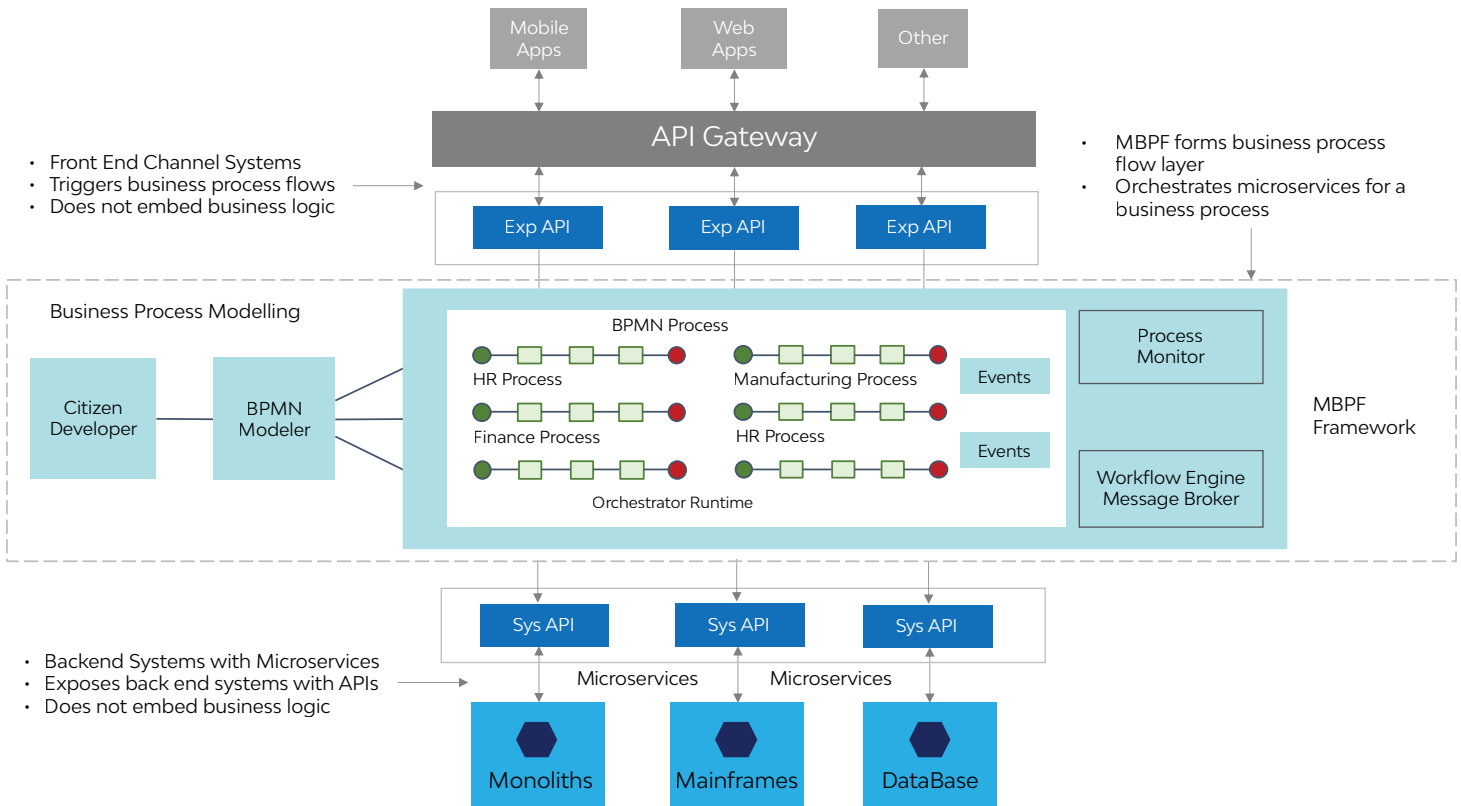 Mobile
Apps
Web
Apps
Other
API Gateway
• Front End Channel Systems
• Triggers business process flows
• Does not embed business logic
• MBPF forms business process
flow layer
• Orchestrates microservices for a
business process
Exp API
Exp API
Exp API
Business Process Modelling
Citizen
Developer
BPMN
Modeler
BPMN Process
HR Process
Manufacturing Process
Finance Process
HR Process
Orchestrator Runtime
Events
Events
Process
Monitor
Workflow Engine
Message Broker
MBPF
Framework
Sys API
Sys API
Sys API
• Backend Systems with Microservices
• Exposes back end systems with APIs
• Does not embed business logic
Microservices
Microservices
Monoliths
Mainframes
DataBase